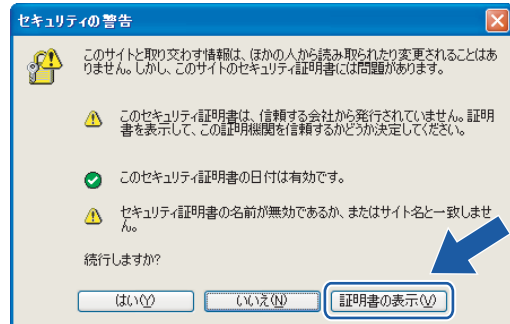 セキュリティの警告
このサイトと取り交わす情報は、ほかの人から読み取られたり変更されることはあ
りません。しかし、このサイトのセキュリティ証明書には問題があります。
このセキュリティ証明書は、信頼する会社から発行されていません。証明
書を表示して、この証明機関を信頼するかどうか決定してください。
このセキュリティ証明書の日付は有効です。
セキュリティ証明書の名前が無効であるか、またはサイト名と一致しませ
ん。
続行しますか?
はい(Y) いいえ(N) 証明書の表示(V)